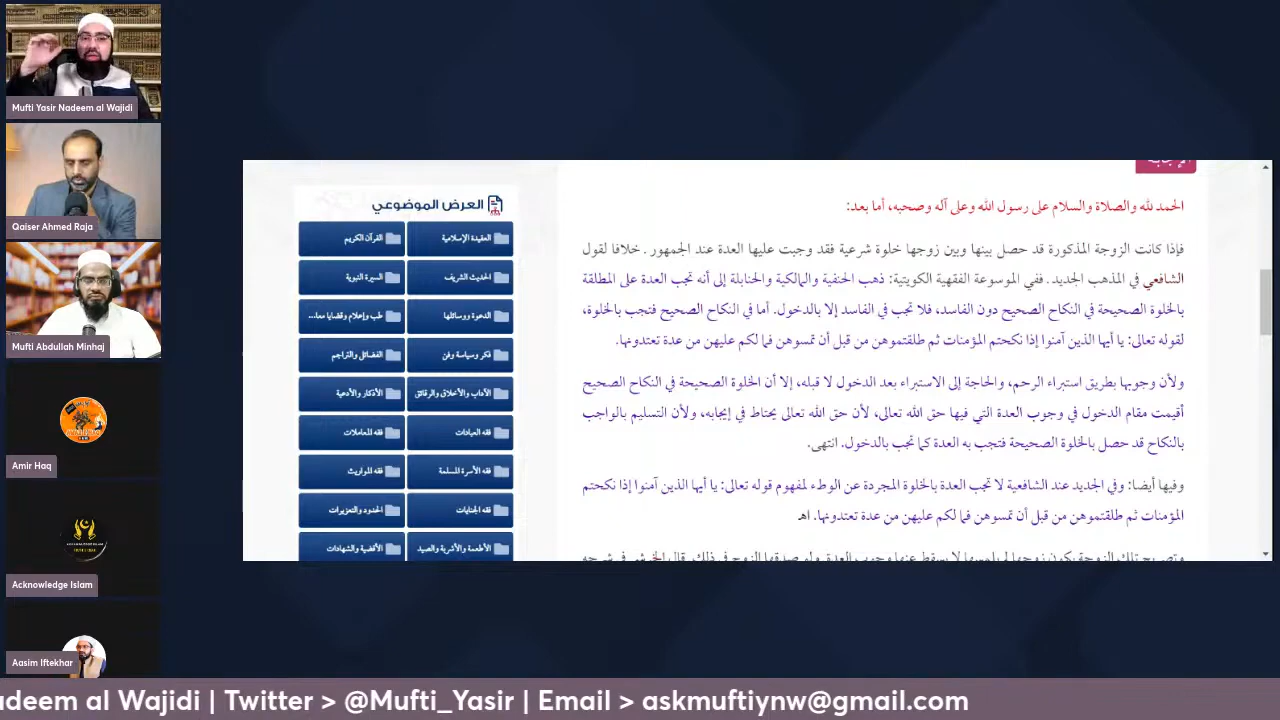 Mufti Yasir Nadeem al Wajidi
Qaiser Ahmed Raja
Mufti Abdullah Minhaj
Amir Haq
Acknowledge Islam
Aasim Iftekhar
الإجابــة
الحمد لله والصلاة والسلام على رسول الله وعلى آله وصحبه، أما بعد:
فإذا كانت الزوجة المذكورة قد حصل بينها وبين زوجها خلوة شرعية فقد وجبت عليها العدة عند الجمهور. خلافا لقول
الشافعي في المذهب الجديد. ففي الموسوعة الفقهية الكويتية: ذهب الحنفية والمالكية والحنابلة إلى أنه تجب العدة على المطلقة
بالخلوة الصحيحة في النكاح الصحيح دون الفاسد، فلا تجب في الفاسد إلا بالدخول. أما في النكاح الصحيح فتجب بالخلوة،
لقوله تعالى: يا أيها الذين آمنوا إذا نكحتم المؤمنات ثم طلقتموهن من قبل أن تمسوهن فما لكم عليهن من عدة تعتدونها.
ولأن وجوبها بطريق استبراء الرحم، والحاجة إلى الاستبراء بعد الدخول لا قبله، إلا أن الخلوة الصحيحة في النكاح الصحيح
أقيمت مقام الدخول في وجوب العدة التي فيها حق الله تعالى، لأن حق الله تعالى يحتاط في إيجابه، ولأن التسليم بالواجب
بالنكاح قد حصل بالخلوة الصحيحة فتجب به العدة كما تجب بالدخول. انتهى.
وفيها أيضا: وفي الجديد عند الشافعية لا تجب العدة بالخلوة المجردة عن الوطء لمفهوم قوله تعالى: يا أيها الذين آمنوا إذا نكحتم
المؤمنات ثم طلقتموهن من قبل أن تمسوهن فما لكم عليهن من عدة تعتدونها. اهـ
العرض الموضوعي
العقيدة الإسلامية
القرآن الكريم
الحديث الشريف
السيرة النبوية
الدعوة ووسائلها
طب وإعلام وقضايا معا...
فكر وسياسة وفن
الفضائل والتراجم
الآداب والأخلاق والرقائق
الأذكار والأدعية
فقه العبادات
فقه المعاملات
فقه الأسرة المسلمة
فقه المواريث
فقه الجنايات
الحدود والتعزيرات
الأطعمة والأشربة والصيد
الأقضية والشهادات
adeem al Wajidi | Twitter > @Mufti_Yasir | Email > askmuftiynw@gmail.com